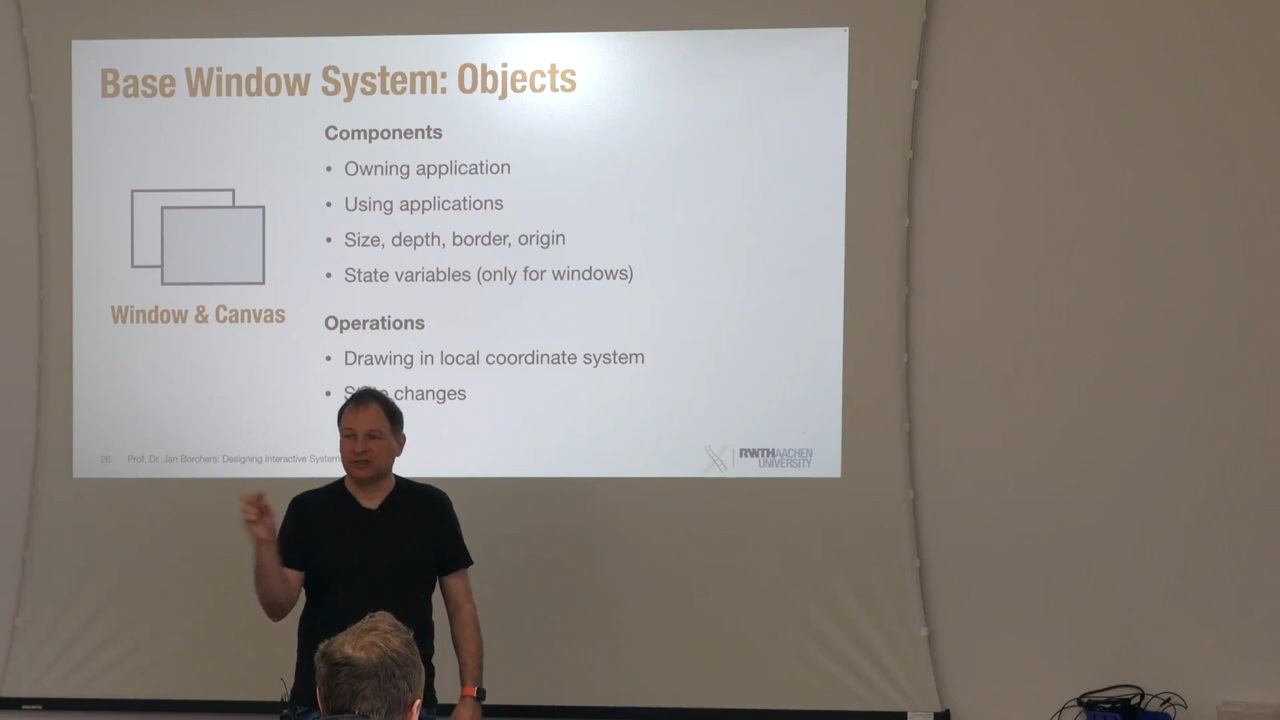 Base Window System: Objects
Components
• Owning application
• Using applications
• Size, depth, border, origin
• State variables (only for windows)
Window & Canvas
Operations
• Drawing in local coordinate system
• changes
26 Prof. Dr. Jan Borchers: Designing Interactive System
RWTHAACHEN
UNIVERSITY